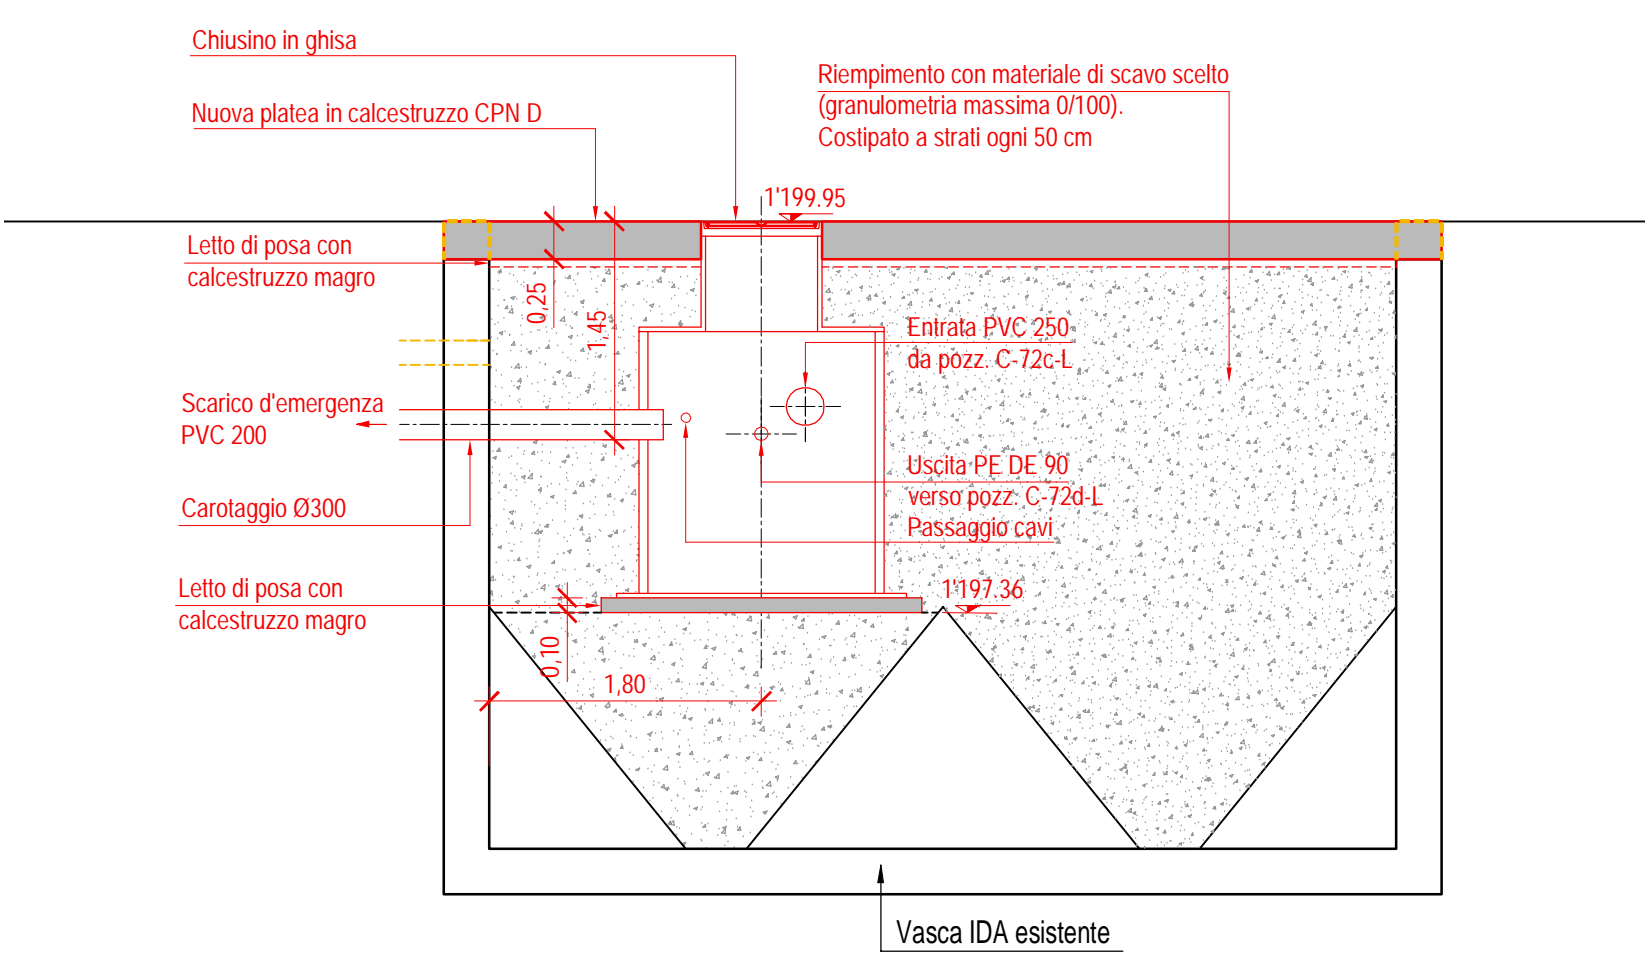 Chiusino in ghisa
Riempimento con materiale di scavo scelto
(granulometria massima 0/100).
Costipato a strati ogni 50 cm
Nuova platea in calcestruzzo CPN D
1'199.95
Letto di posa con
calcestruzzo magro
0,25
1,45
Entrata PVC 250
da pozz. C-72c-L
Scarico d'emergenza
PVC 200
Uscita PE DE 90
verso pozz. C-72d-L
Passaggio cavi
Carotaggio Ø300
Letto di posa con
calcestruzzo magro
1'197.36
0,10
1,80
Vasca IDA esistente